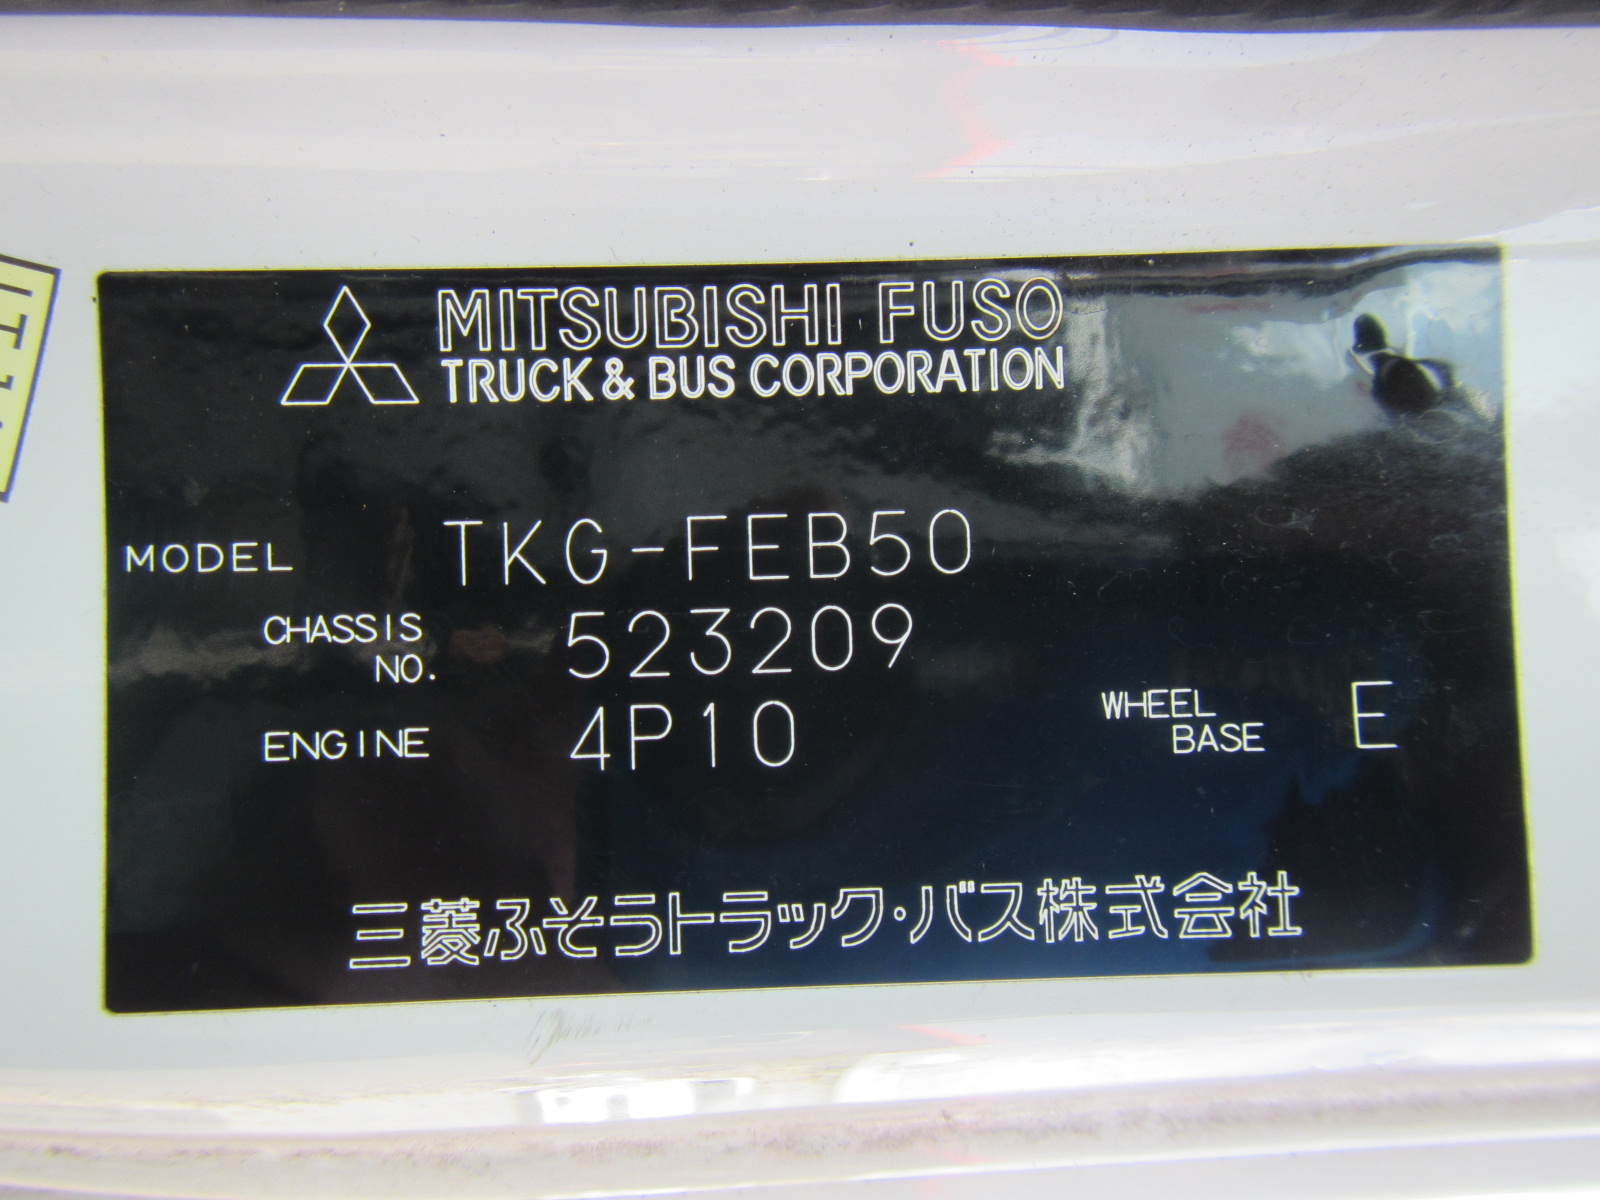 MITSUBISHI FUSO
TRUCK & BUS CORPORATION
MODEL TKG-FEB50
CHASSIS NO. 523209
ENGINE 4P10
WHEEL BASE E
三菱ふそうトラック・バス株式会社